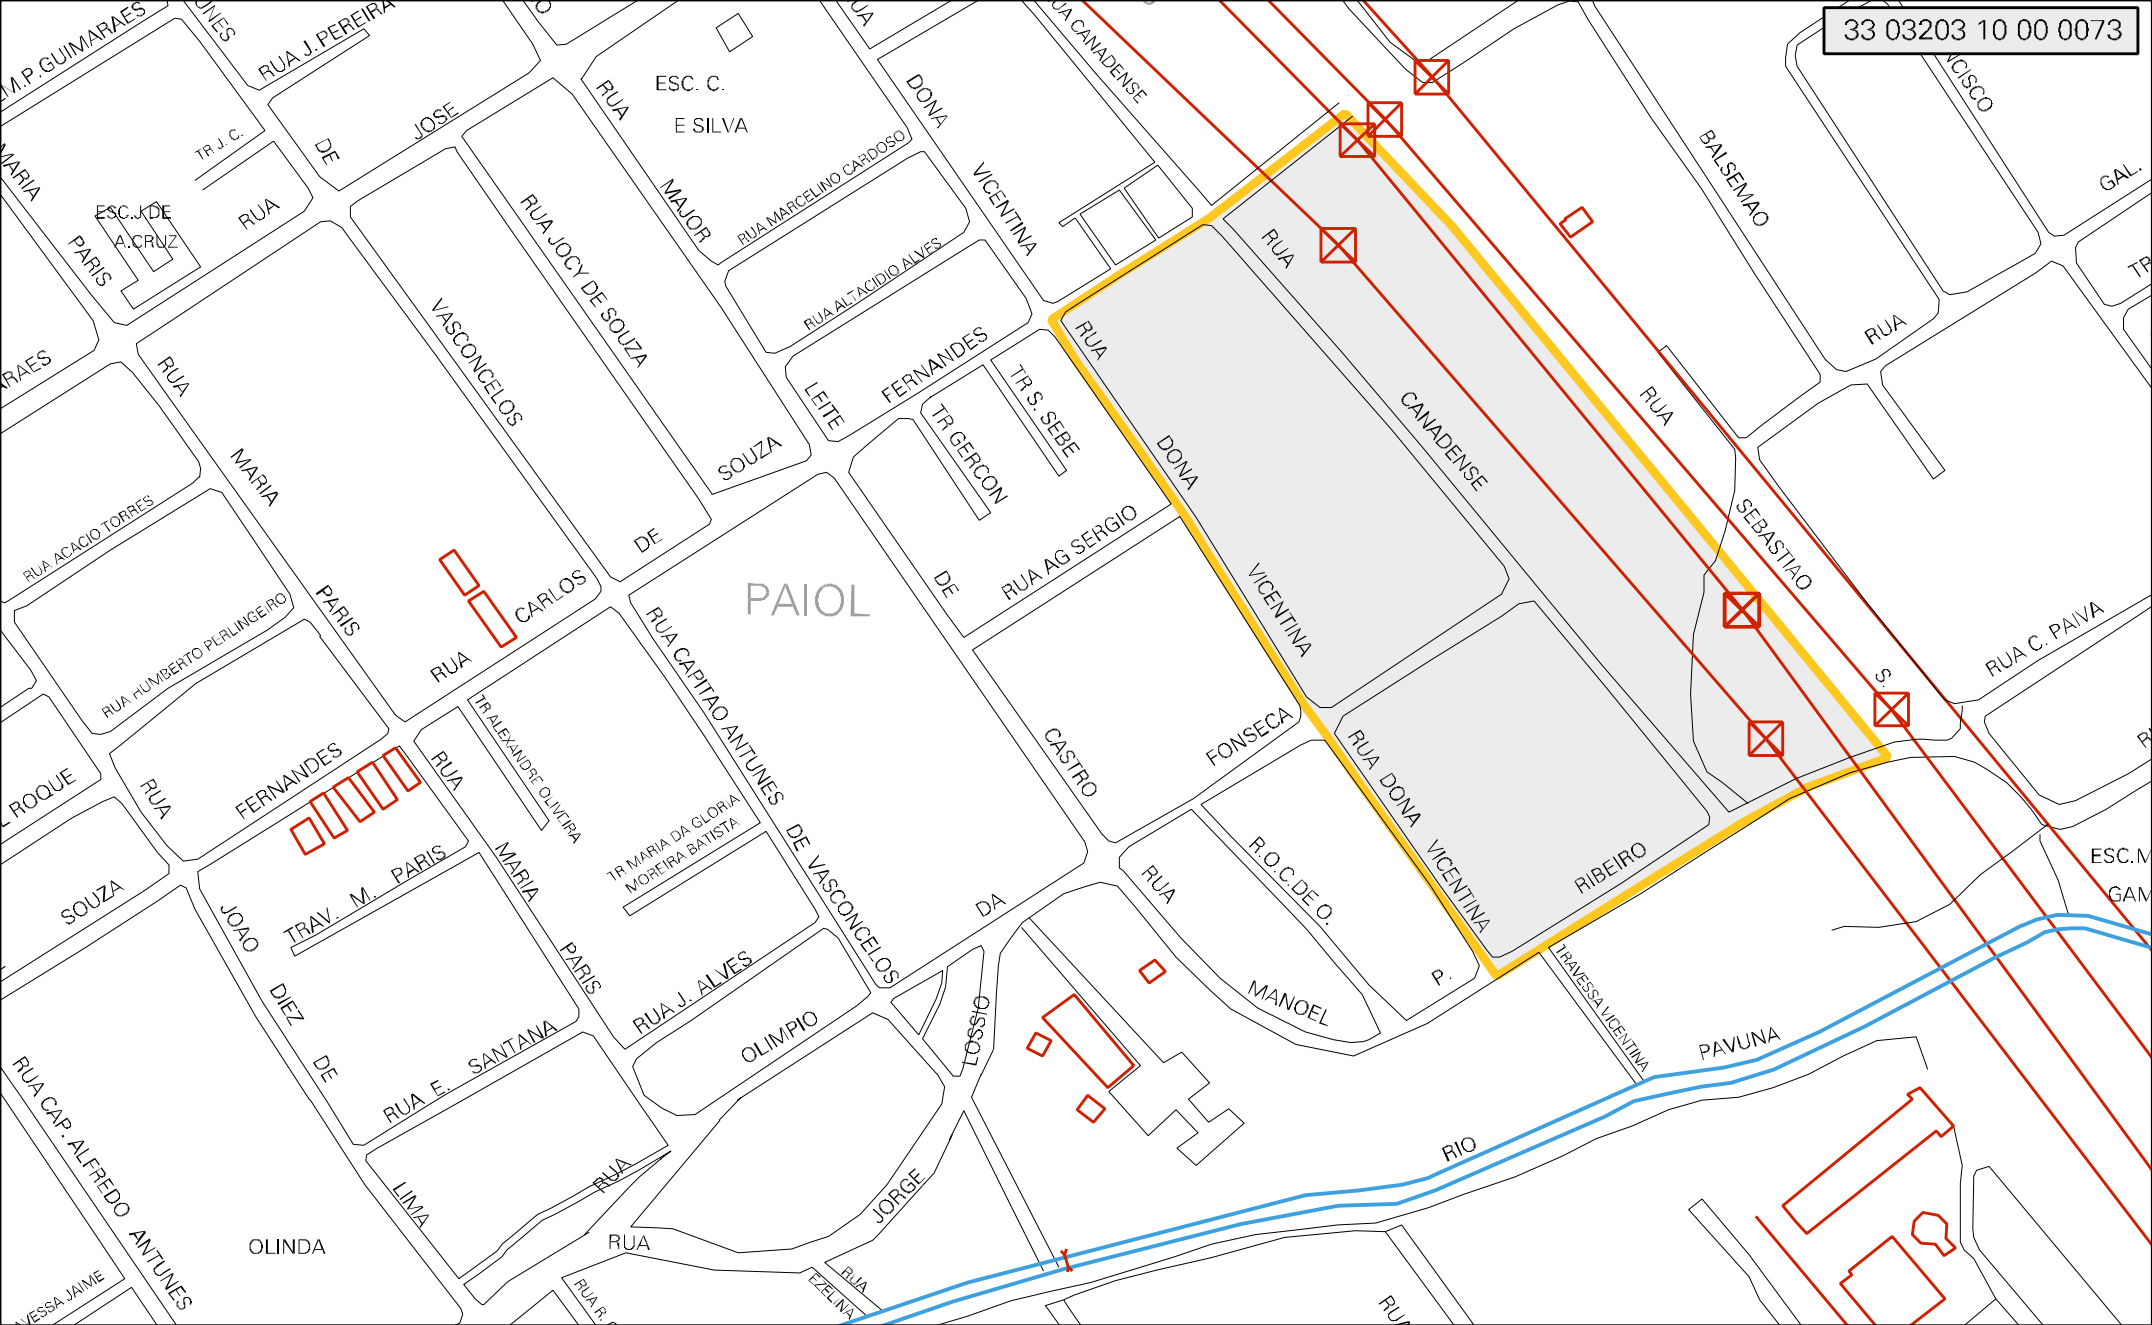 33 03203 10 00 0073
M.P. GUIMARAES
RUA J. PEREIRA
RUA CANADENSE
ESC. C.
E SILVA
TR J. C.
DE
JOSE
RUA
MAJOR
DONA
VICENTINA
RUA MARCELINO CARDOSO
RUA ALTACIDIO ALVES
BALSEMAO
GAL.
MARIA
PARIS
ESC.J.DE
A.CRUZ
RUA
RUA JOCY DE SOUZA
VASCONCELOS
RUA
MARIA
PARIS
LEITE
FERNANDES
SOUZA
DE
CARLOS
RUA
TR S. SEBE
TR GERCON
RUA AG SERGIO
RUA
DONA
VICENTINA
RUA
CANADENSE
RUA
SEBASTIAO
S.
RUA
RUA C. PAIVA
RUA ACACIO TORRES
RUA HUMBERTO PERLINGEIRO
PAIOL
DE
CASTRO
FONSECA
RUA CAPITAO ANTUNES
DE VASCONCELOS
TR ALEXANDRE OLIVEIRA
TR MARIA DA GLORIA
MOREIRA BATISTA
FERNANDES
RUA
ROQUE
SOUZA
RUA
MARIA
PARIS
TRAV. M. PARIS
JOAO
DIEZ
DE
LIMA
RUA E. SANTANA
RUA J. ALVES
OLIMPIO
DA
LOSSIO
JORGE
RUA
RUA
RUA
MANOEL
P.
R.O.C.DE O.
RUA DONA VICENTINA
RIBEIRO
TRAVESSA VICENTINA
ESC.M
GAM
RIO
PAVUNA
RUA CAP. ALFREDO ANTUNES
OLINDA
RUA R.
RUA
EZELINA
RUA